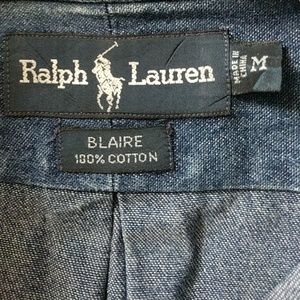 Ralph Lauren
MADE IN
CHINA
M
BLAIRE
100% COTTON